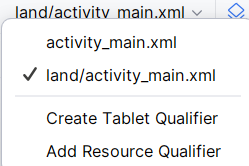 land/activity_main.xml
activity_main.xml
land/activity_main.xml
Create Tablet Qualifier
Add Resource Qualifier